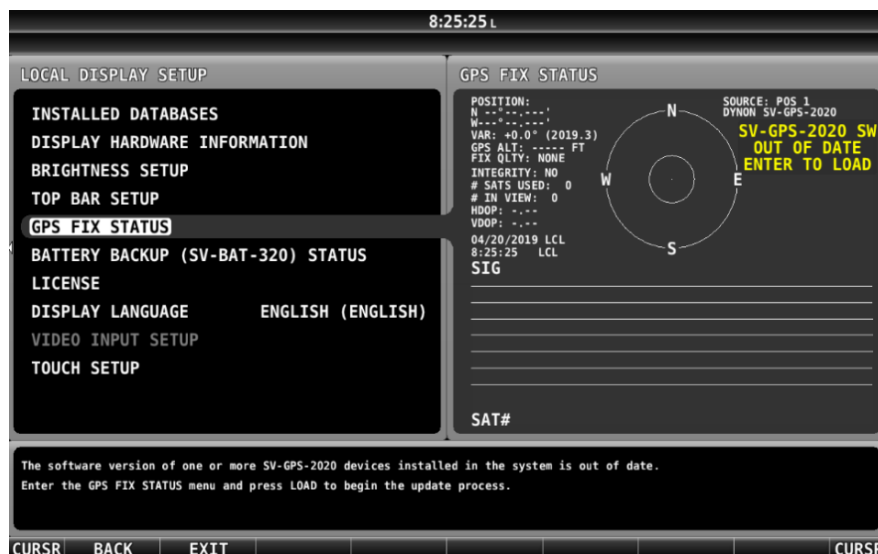 8:25:25 L
LOCAL DISPLAY SETUP
INSTALLED DATABASES
DISPLAY HARDWARE INFORMATION
BRIGHTNESS SETUP
TOP BAR SETUP
GPS FIX STATUS
BATTERY BACKUP (SV-BAT-320) STATUS
LICENSE
DISPLAY LANGUAGE ENGLISH (ENGLISH)
VIDEO INPUT SETUP
TOUCH SETUP
GPS FIX STATUS
POSITION:
N --°--.---'
W---°--.---'
VAR: +0.0° (2019.3)
GPS ALT: ----- FT
FIX QLTY: NONE
INTEGRITY: NO
# SATS USED: 0
# IN VIEW: 0
HDOP: -.--
VDOP: -.--
04/20/2019 LCL
8:25:25 LCL
N
W
E
S
SOURCE: POS 1
DYNON SV-GPS-2020
SV-GPS-2020 SW
OUT OF DATE
ENTER TO LOAD
SIG
SAT#
The software version of one or more SV-GPS-2020 devices installed in the system is out of date.
Enter the GPS FIX STATUS menu and press LOAD to begin the update process.
CURSR BACK EXIT CURSR